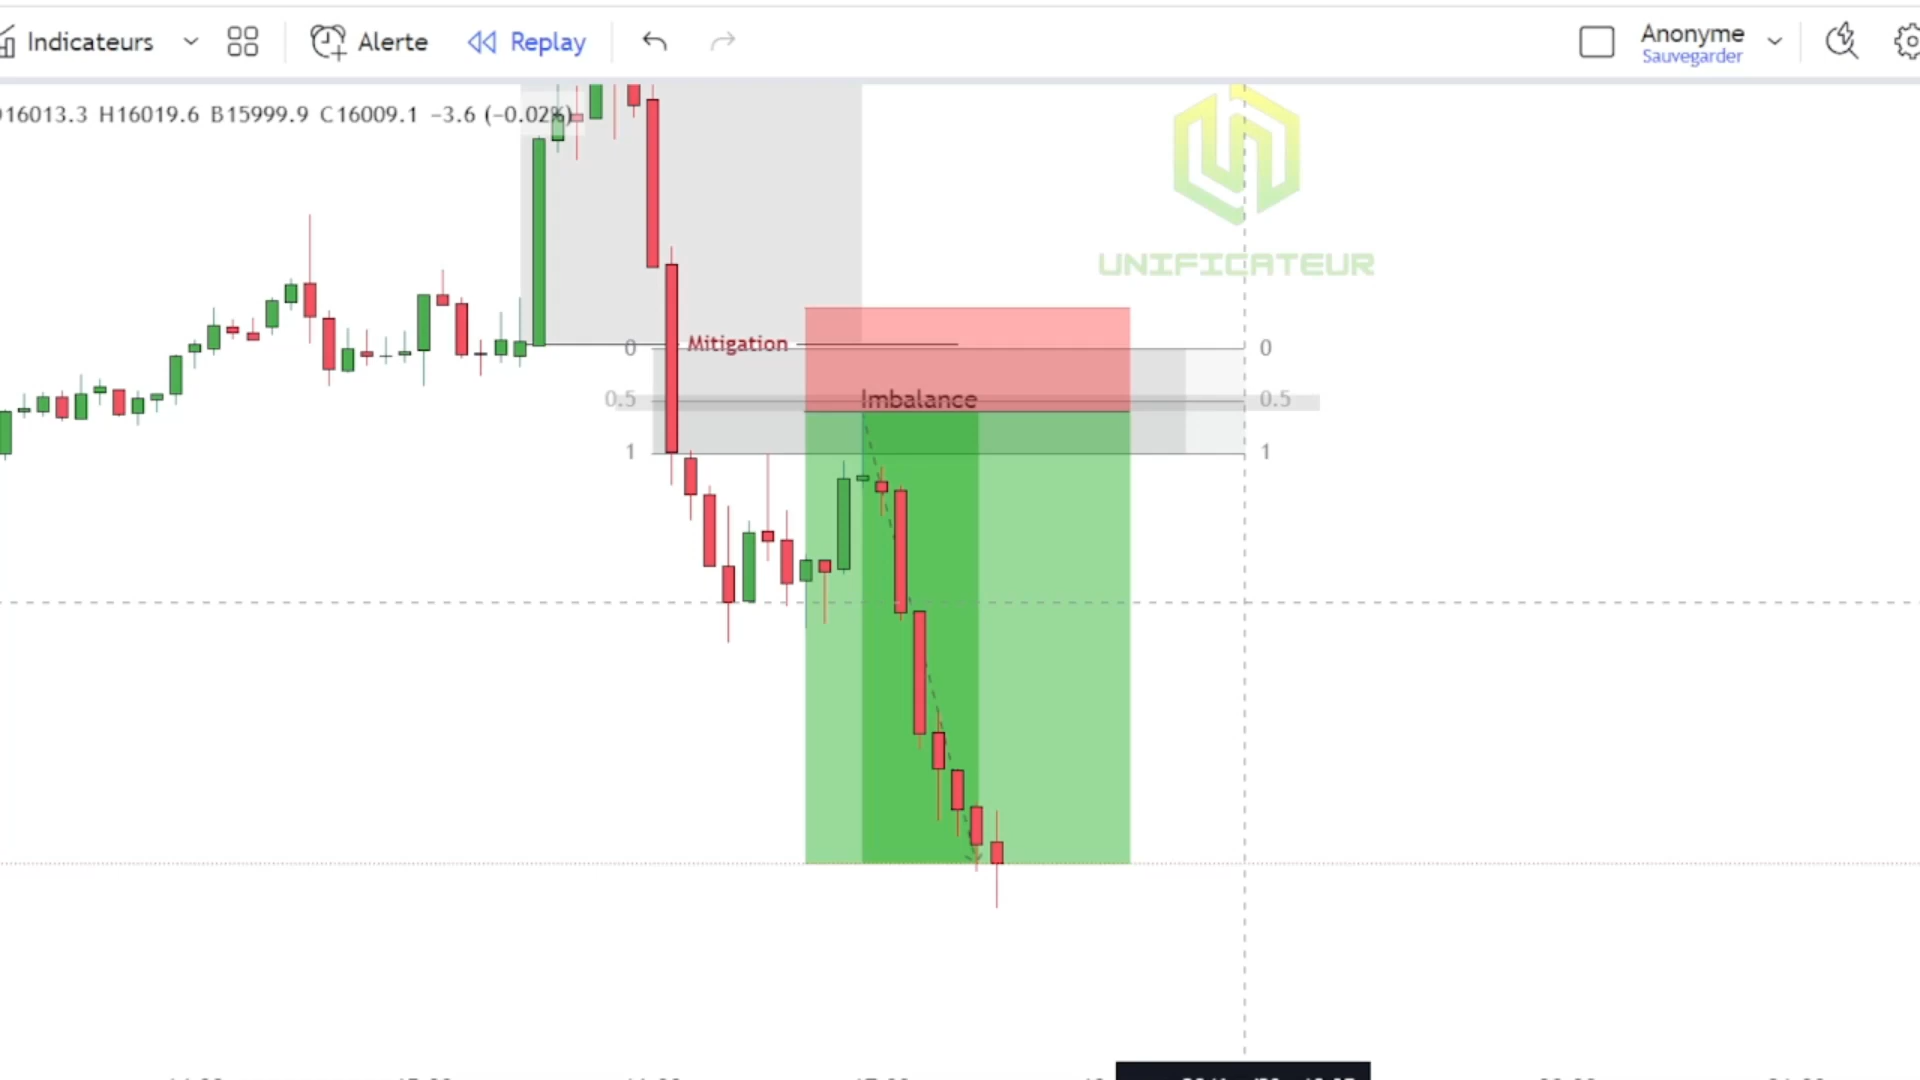 Indicateurs
Alerte
Replay
Anonyme
Sauvegarder
16013.3 H16019.6 B15999.9 C16009.1 −3.6 (−0.02%)
UNIFICATEUR
0 Mitigation 0
0.5 Imbalance 0.5
1 1